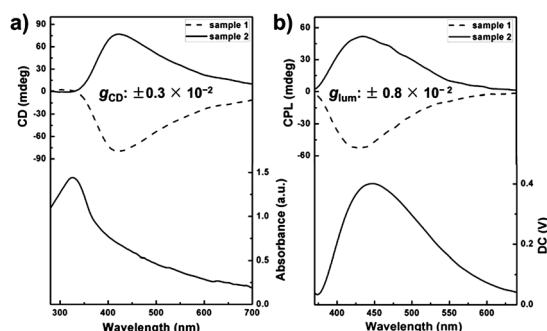 a)
sample 1
sample 2
90
60
30
0
-30
-60
-90
CD (mdeg)
gCD: ± 0.3 × 10⁻²
1.5
1.0
0.5
0.0
Absorbance (a.u.)
300 400 500 600 700
Wavelength (nm)
b)
sample 1
sample 2
60
30
0
-30
-60
CPL (mdeg)
glum: ± 0.8 × 10⁻²
0.4
0.2
0.0
DC (V)
400 450 500 550 600
Wavelength (nm)